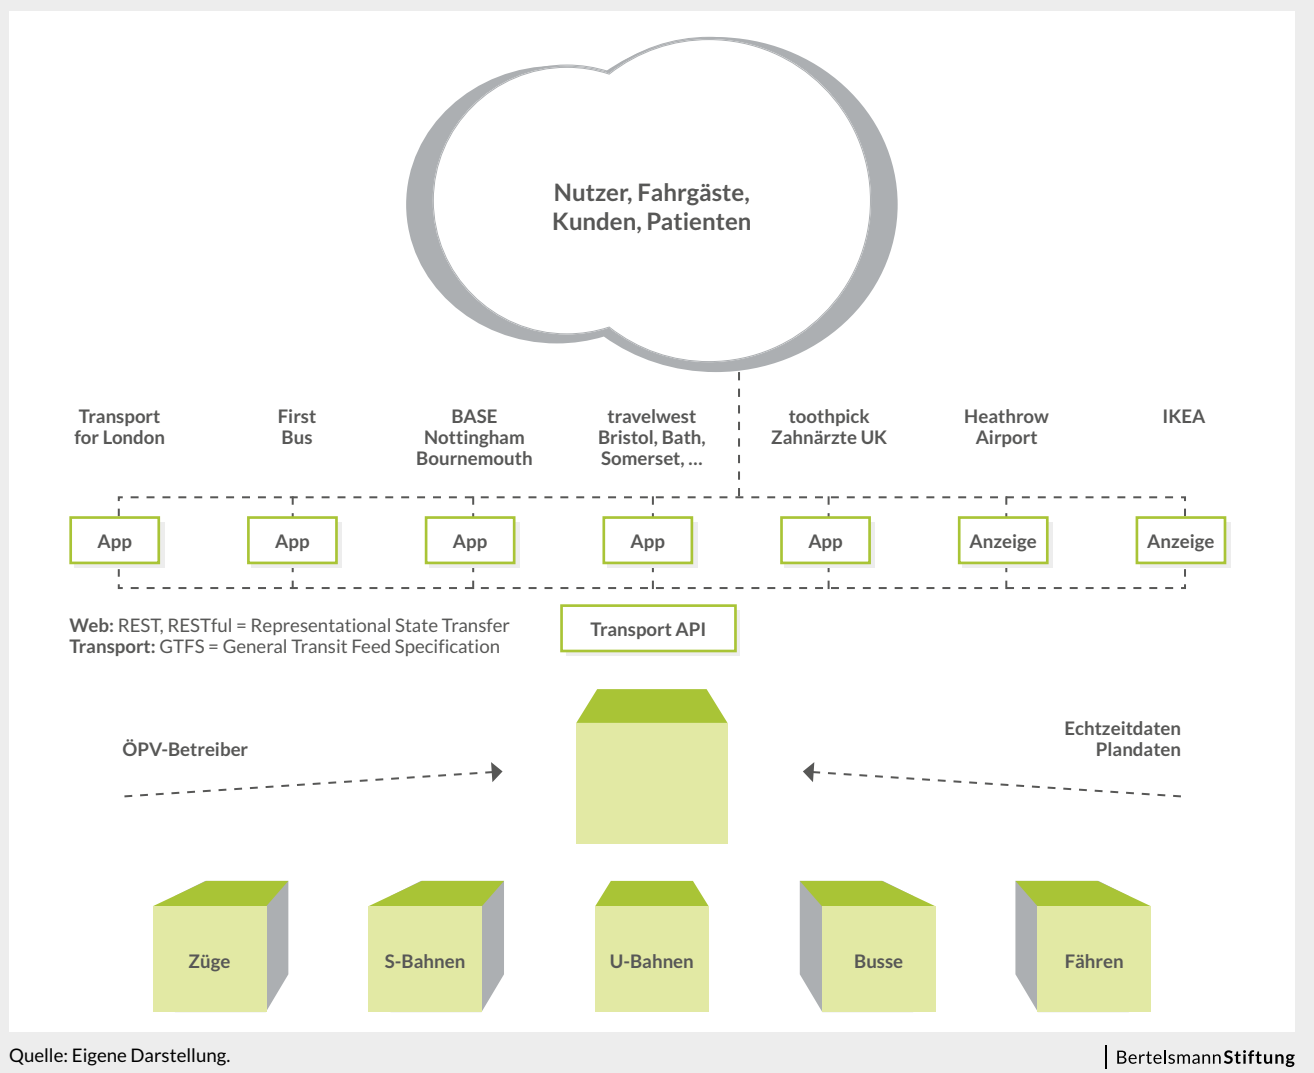 Nutzer, Fahrgäste,
Kunden, Patienten
Transport
for London
First
Bus
BASE
Nottingham
Bournemouth
travelwest
Bristol, Bath,
Somerset, ...
toothpick
Zahnärzte UK
Heathrow
Airport
IKEA
App
App
App
App
App
Anzeige
Anzeige
Web: REST, RESTful = Representational State Transfer
Transport: GTFS = General Transit Feed Specification
Transport API
ÖPV-Betreiber
Echtzeitdaten
Plandaten
Züge
S-Bahnen
U-Bahnen
Busse
Fähren
Quelle: Eigene Darstellung.
BertelsmannStiftung